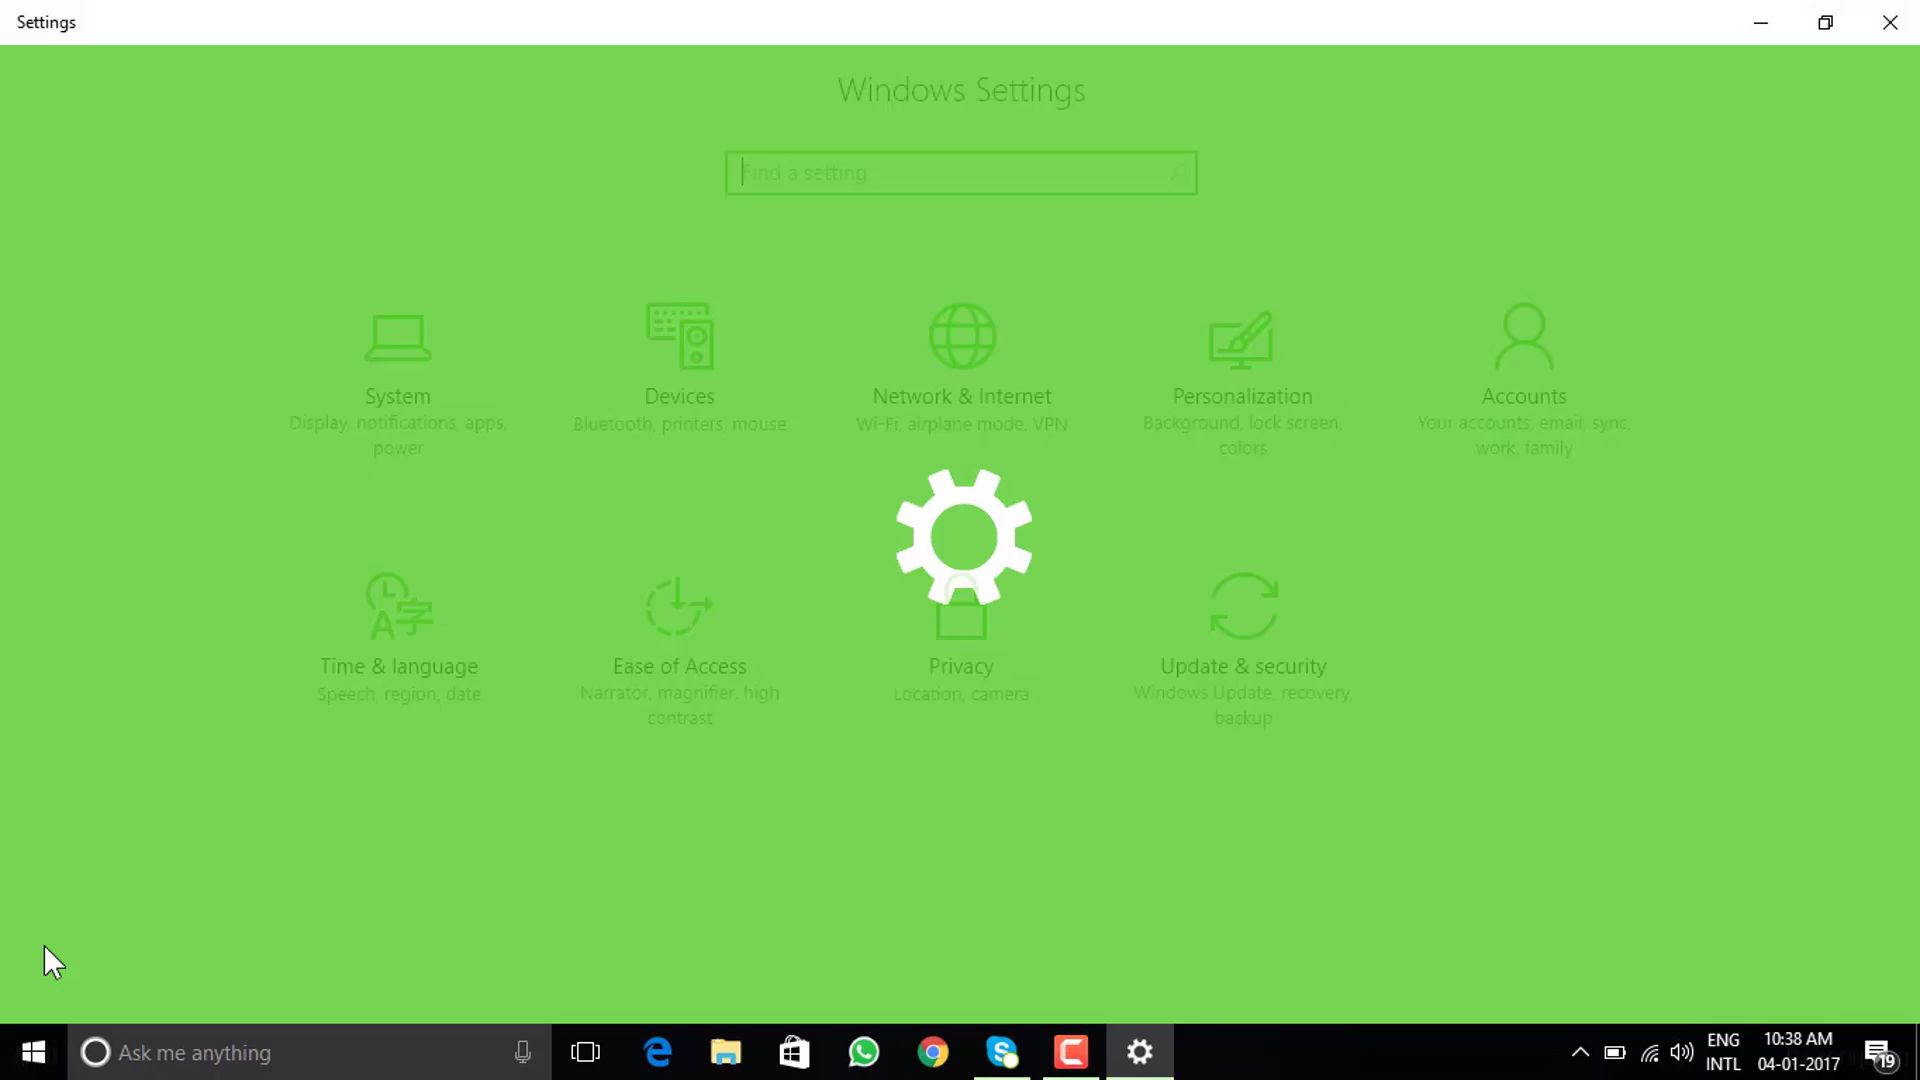 Settings
Windows Settings
Find a setting
System
Display, notifications, apps,
power
Devices
Bluetooth, printers, mouse
Network & Internet
Wi-Fi, airplane mode, VPN
Personalization
Background, lock screen,
colors
Accounts
Your accounts, email, sync,
work, family
Time & language
Speech, region, date
Ease of Access
Narrator, magnifier, high
contrast
Privacy
Location, camera
Update & security
Windows Update, recovery,
backup
Ask me anything
ENG
INTL
10:38 AM
04-01-2017
19